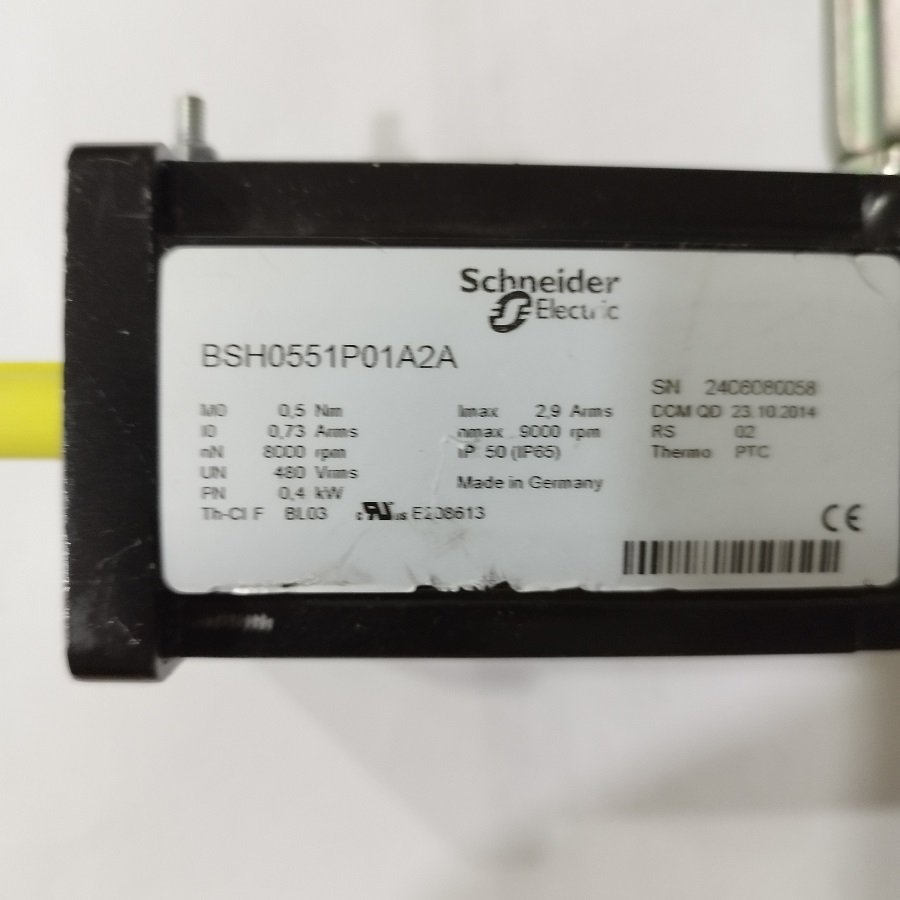 Schneider
Electric
BSH0551P01A2A
M0 0,5 Nm
I0 0,73 Arms
nN 8000 rpm
UN 480 Vrms
PN 0,4 kW
Th-Cl F BL03 c us E208613
Imax 2,9 Arms
nmax 9000 rpm
IP 50 (IP65)
Made in Germany
SN 2406080058
DOM QD 23.10.2014
RS 02
Thermo PTC
CE